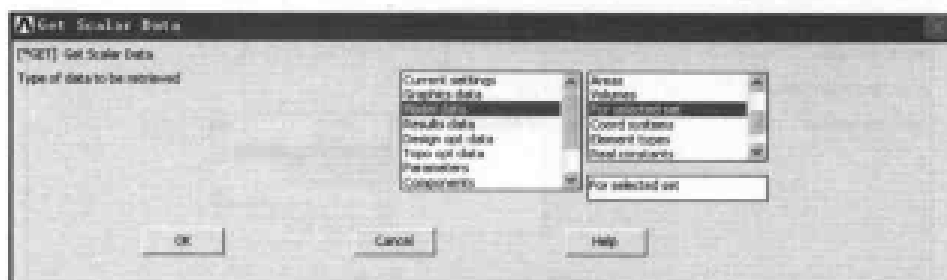 Get Scalar Data
[*GET] Get Scalar Data
Type of data to be retrieved
Current settings
Graphics data
Model data
Results data
Design opt data
Topo opt data
Parameters
Components
Areas
Volumes
For selected set
Coord systems
Element types
Real constants
For selected set
OK
Cancel
Help